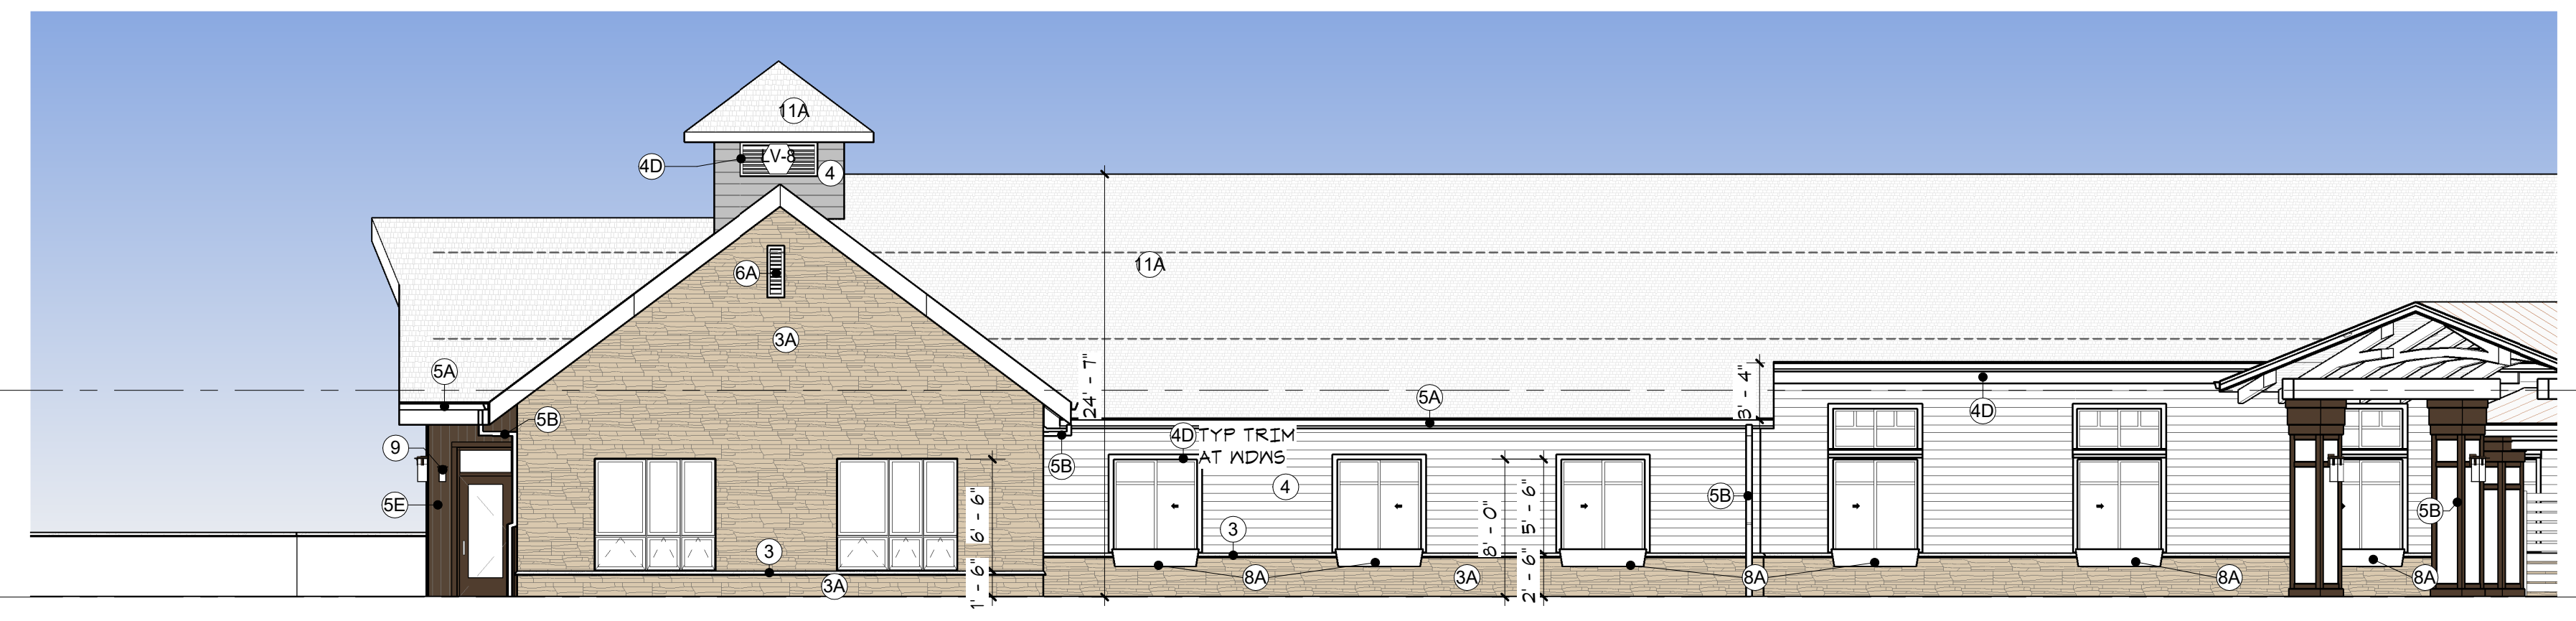 11A
4D
LV-8
4
6A
11A
3A
5A
24' - 7"
3' - 4"
5A
4D
5B
9
4D TYP TRIM
AT WDWS
5B
4
5B
5E
6' - 6"
8' - 0"
5' - 6"
5B
3
3
1' - 6"
3A
8A
3A
2' - 6"
8A
8A
8A